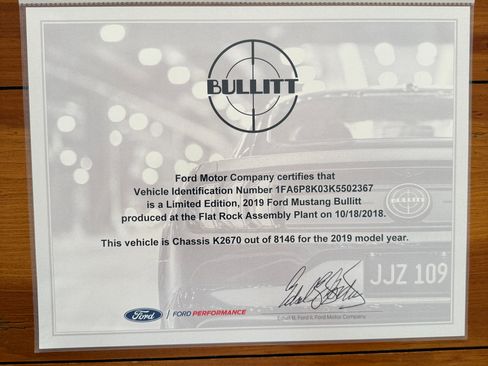 BULLITT
Ford Motor Company certifies that
Vehicle Identification Number 1FA6P8K03K5502367
is a Limited Edition, 2019 Ford Mustang Bullitt
produced at the Flat Rock Assembly Plant on 10/18/2018.
This vehicle is Chassis K2670 out of 8146 for the 2019 model year.
BULLITT
JJZ 109
Ford FORD PERFORMANCE
Edsel B. Ford II, Ford Motor Company